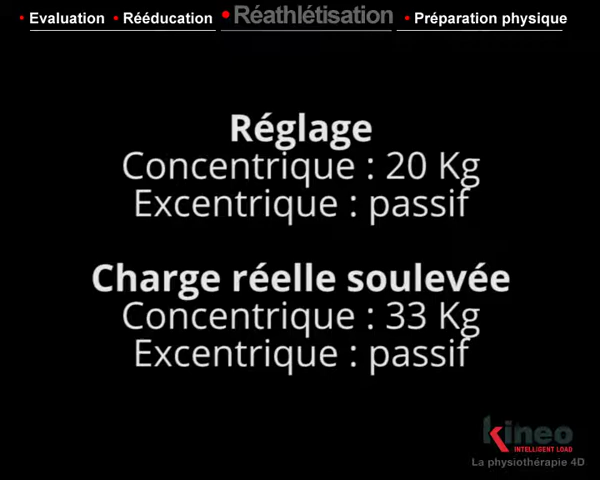 • Evaluation • Rééducation • Réathlétisation • Préparation physique
Réglage
Concentrique : 20 Kg
Excentrique : passif
Charge réelle soulevée
Concentrique : 33 Kg
Excentrique : passif
kineo
INTELLIGENT LOAD
La physiothérapie 4D